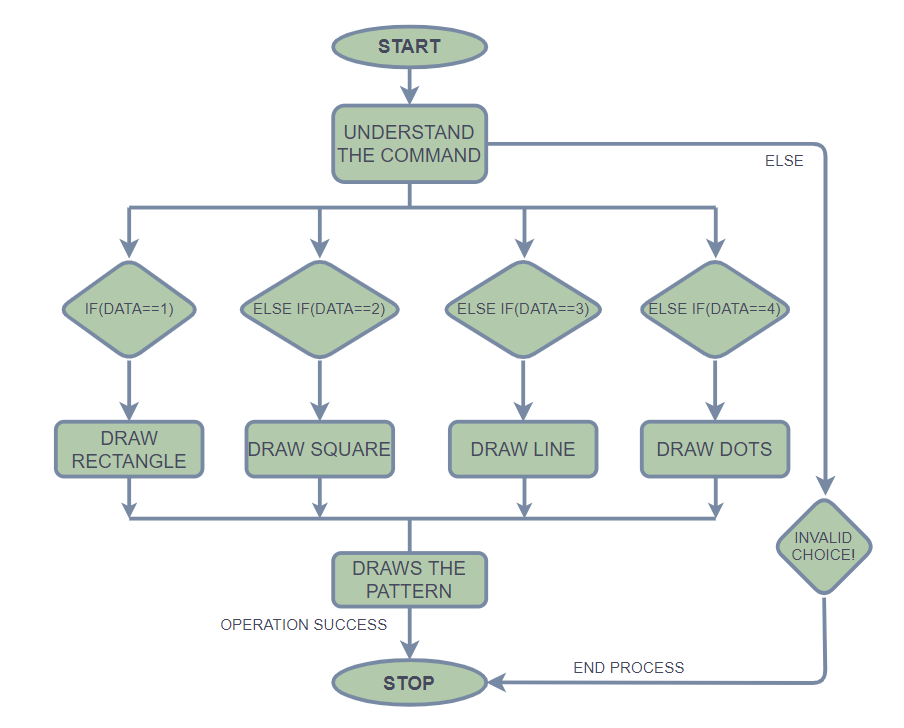 START
UNDERSTAND
THE COMMAND
ELSE
IF(DATA==1)
ELSE IF(DATA==2)
ELSE IF(DATA==3)
ELSE IF(DATA==4)
DRAW
RECTANGLE
DRAW SQUARE
DRAW LINE
DRAW DOTS
INVALID
CHOICE!
DRAWS THE
PATTERN
OPERATION SUCCESS
END PROCESS
STOP